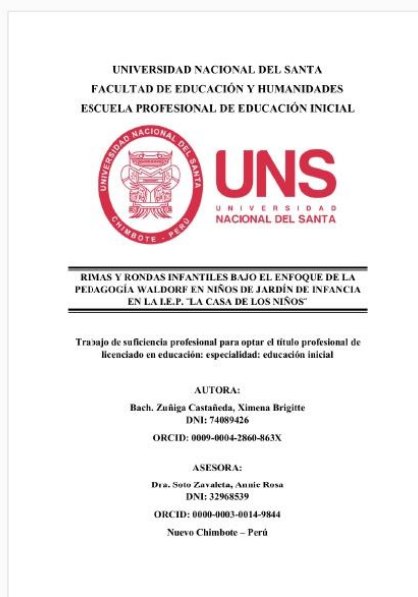 UNIVERSIDAD NACIONAL DEL SANTA
FACULTAD DE EDUCACIÓN Y HUMANIDADES
ESCUELA PROFESIONAL DE EDUCACIÓN INICIAL
UNIVERSIDAD NACIONAL DEL SANTA
CHIMBOTE - PERÚ
UNS
UNIVERSIDAD
NACIONAL DEL SANTA
RIMAS Y RONDAS INFANTILES BAJO EL ENFOQUE DE LA
PEDAGOGÍA WALDORF EN NIÑOS DE JARDÍN DE INFANCIA
EN LA I.E.P. ¨LA CASA DE LOS NIÑOS¨
Trabajo de suficiencia profesional para optar el título profesional de
licenciado en educación: especialidad: educación inicial
AUTORA:
Bach. Zuñiga Castañeda, Ximena Brigitte
DNI: 74089426
ORCID: 0009-0004-2860-863X
ASESORA:
Dra. Soto Zavaleta, Annie Rosa
DNI: 32968539
ORCID: 0000-0003-0014-9844
Nuevo Chimbote – Perú